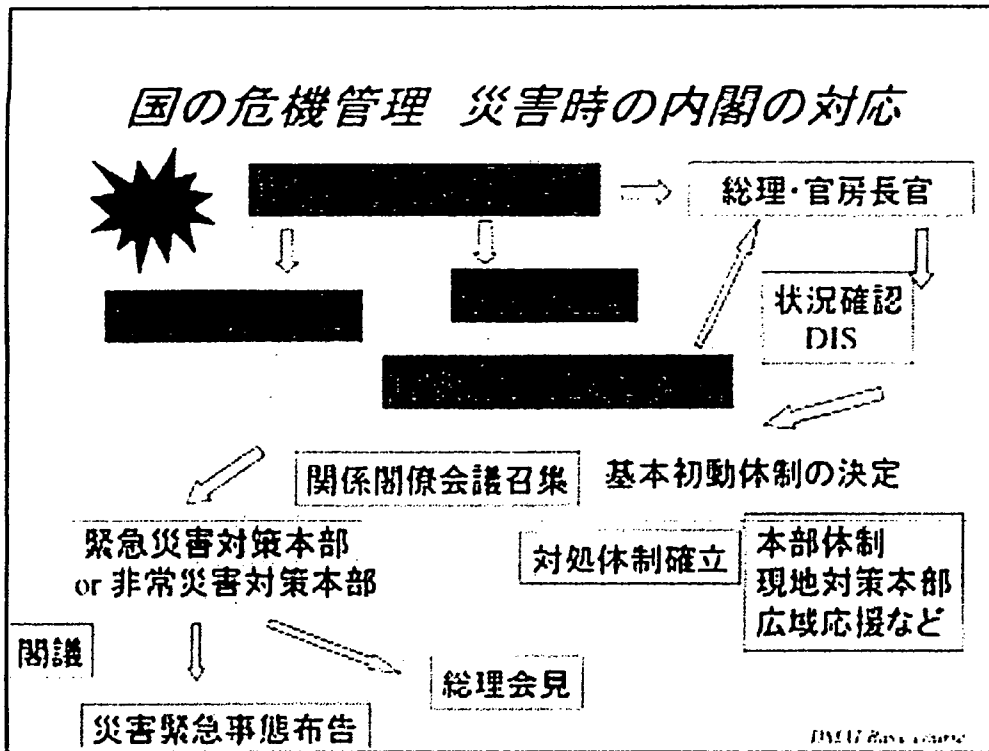 国の危機管理 災害時の内閣の対応
総理・官房長官
状況確認
DIS
関係閣僚会議召集
基本初動体制の決定
緊急災害対策本部
or 非常災害対策本部
対処体制確立
本部体制
現地対策本部
広域応援など
閣議
総理会見
災害緊急事態布告